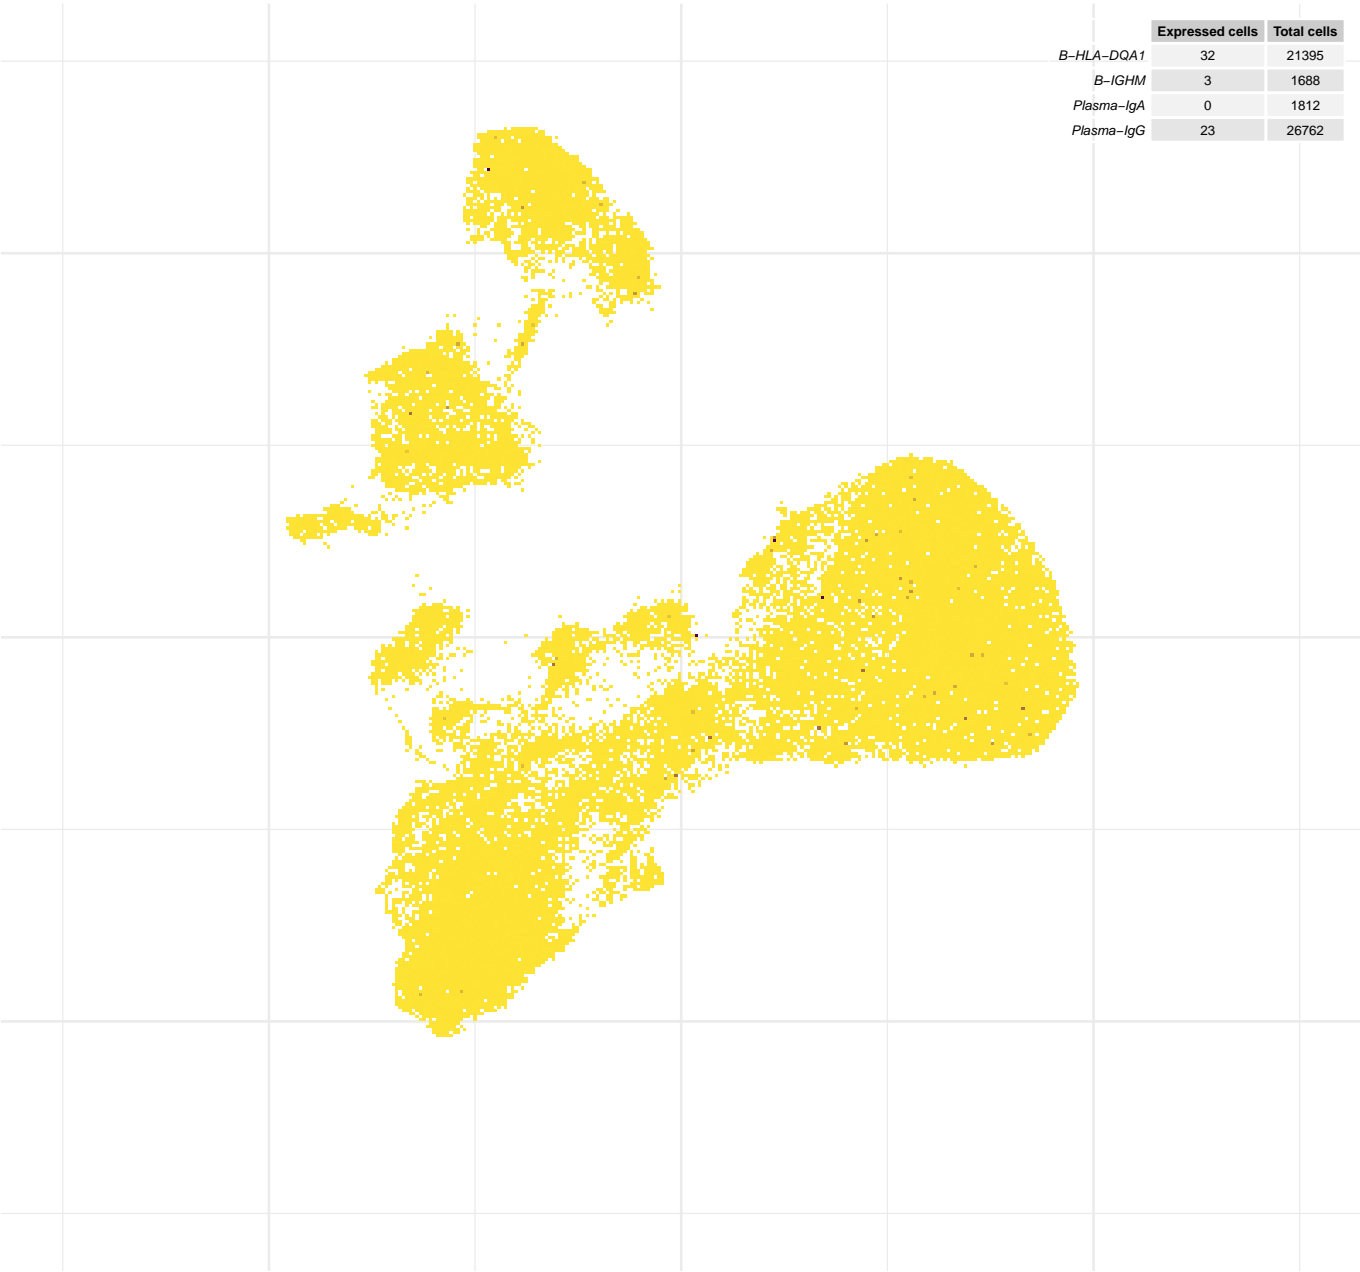 Expressed cells Total cells
B−HLA−DQA1 32 21395
B−IGHM 3 1688
Plasma−IgA 0 1812
Plasma−IgG 23 26762